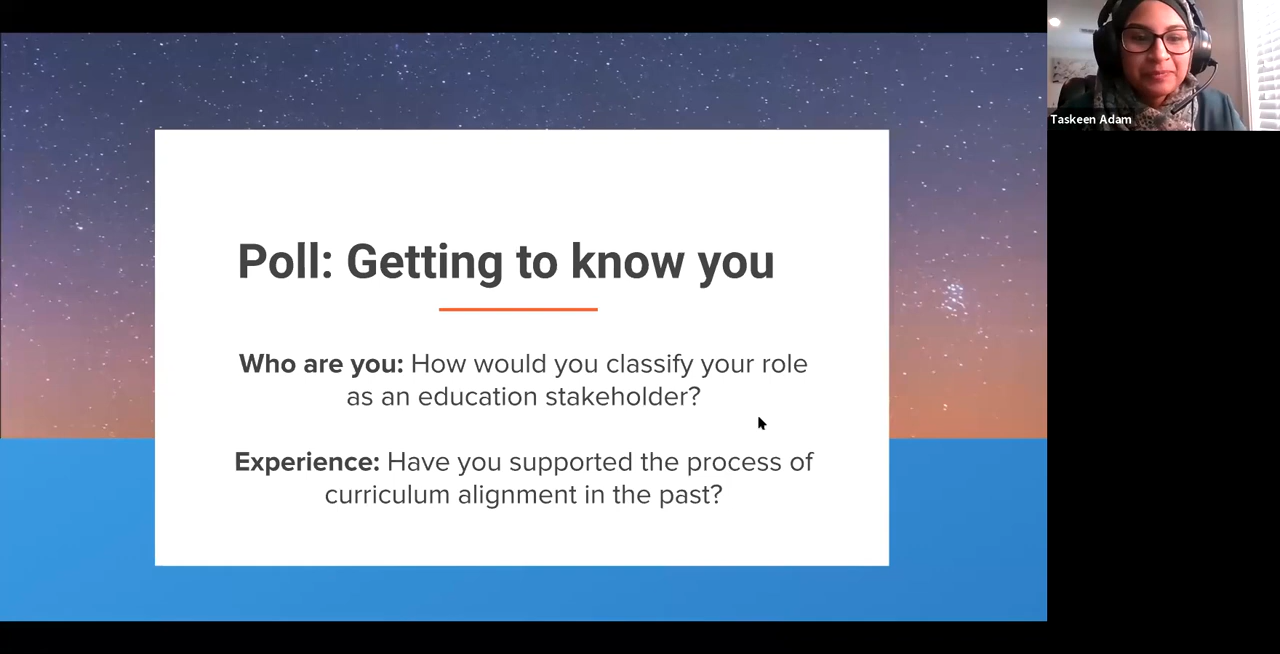 Taskeen Adam
Poll: Getting to know you
Who are you: How would you classify your role
as an education stakeholder?
Experience: Have you supported the process of
curriculum alignment in the past?